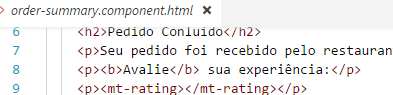 order-summary.component.html ×
6 <h2>Pedido Conluído</h2>
7 <p>Seu pedido foi recebido pelo restauran
8 <p><b>Avalie</b> sua experiência:</p>
9 <p><mt-rating></mt-rating></p>